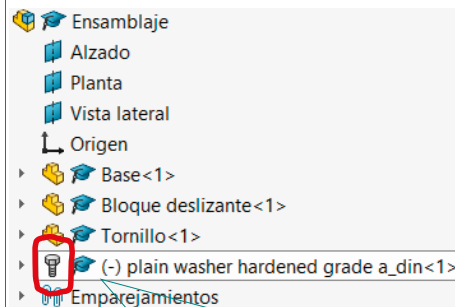 Ensamblaje
Alzado
Planta
Vista lateral
Origen
Base<1>
Bloque deslizante<1>
Tornillo<1>
(-) plain washer hardened grade a_din<1>
Emparejamientos